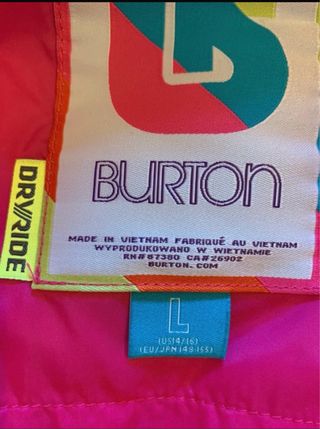 BURTON
MADE IN VIETNAM FABRIQUÉ AU VIETNAM
WYPRODUKOWANO W WIETNAMIE
RN# 87380 CA# 26902
BURTON.COM
DRYRIDE
L
(US14/16)
(EU/JPN 148-155)